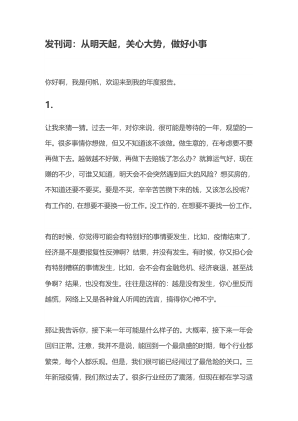 发刊词：从明天起，关心大势，做好小事
你好啊，我是何帆，欢迎来到我的年度报告。
1.
让我来猜一猜。过去一年，对你来说，很可能是等待的一年，观望的一
年。很多事情你想做，但又不知道该不该做。做生意的，在考虑要不要
再做下去。越做越不好做，再做下去赔钱了怎么办？就算运气好，现在
赚的不少，可谁又知道，明天会不会突然遇到巨大的风险？想买房的，
不知道还要不要买。要是不买，辛辛苦苦攒下来的钱，又该怎么投呢？
有工作的，在想要不要换一份工作。没工作的，在想要不要找一份工作。
有的时候，你觉得可能会有特别好的事情要发生，比如，疫情结束了，
经济是不是要报复性反弹啊？结果，并没有发生。有时候，你又担心会
有特别糟糕的事情发生，比如，会不会有金融危机、经济衰退，甚至战
争啊？结果，也没有发生。往往是这样的：越是没有发生，你心里反而
越慌，网络上又是各种耸人听闻的流言，搞得你心神不宁。
那让我告诉你，接下来一年可能是什么样子的。大概率，接下来一年会
回归正常。注意，我并不是说，能回到一个最鼎盛的时期，每个行业都
繁荣，每个人都乐观。但是，我们很可能已经闯过了最危险的关口。三
年新冠疫情，我们熬过去了。很多行业经历了震荡，但现在都在学习适